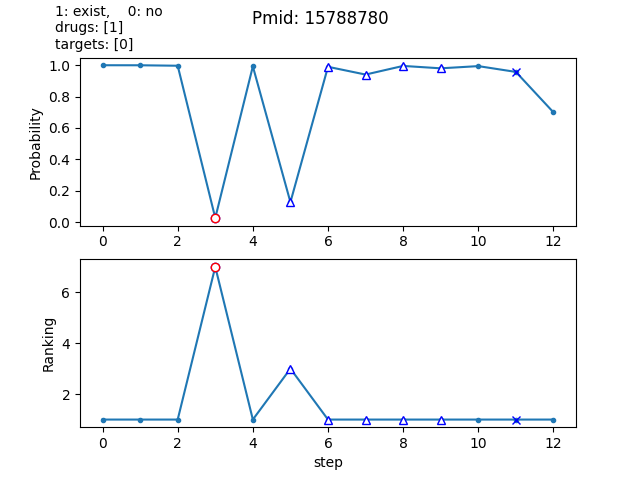 1: exist,    0: no
drugs: [1]
targets: [0]
Pmid: 15788780
Probability
1.0
0.8
0.6
0.4
0.2
0.0
0 2 4 6 8 10 12
Ranking
6
4
2
0 2 4 6 8 10 12
step